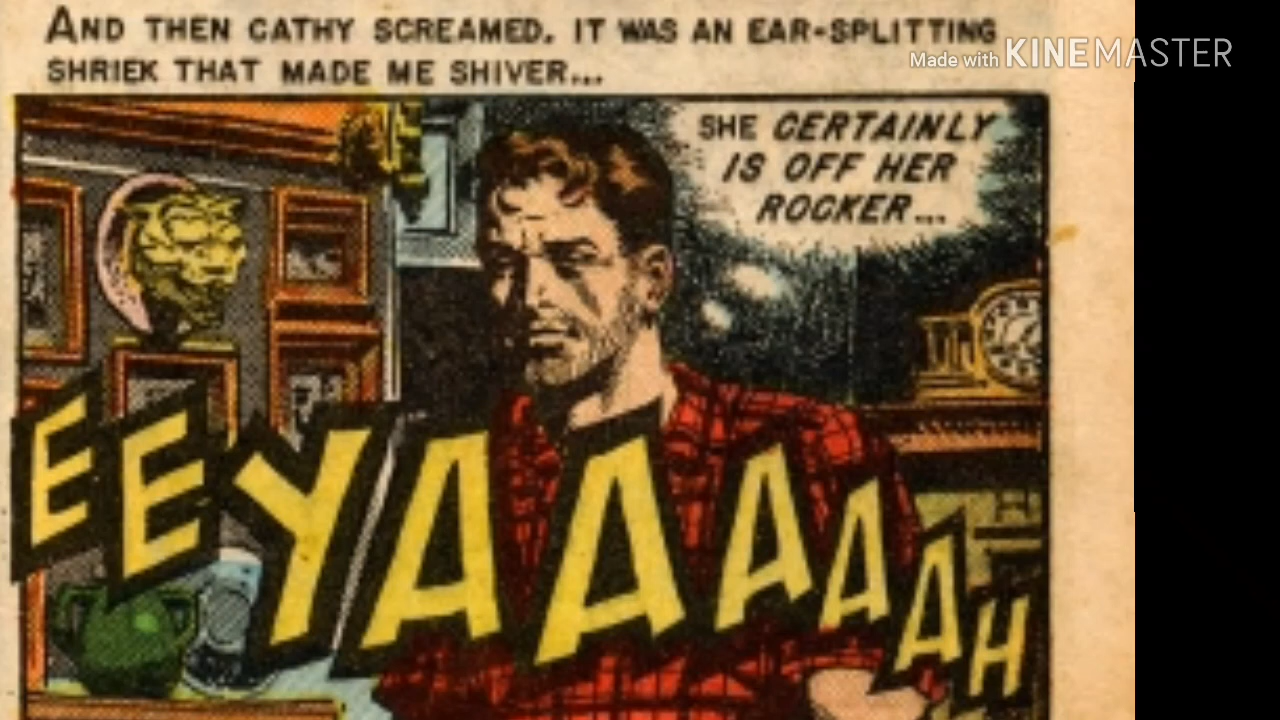 AND THEN CATHY SCREAMED. IT WAS AN EAR-SPLITTING
SHRIEK THAT MADE ME SHIVER...
Made with KINEMASTER
SHE CERTAINLY
IS OFF HER
ROCKER...
EEYAAAAAH